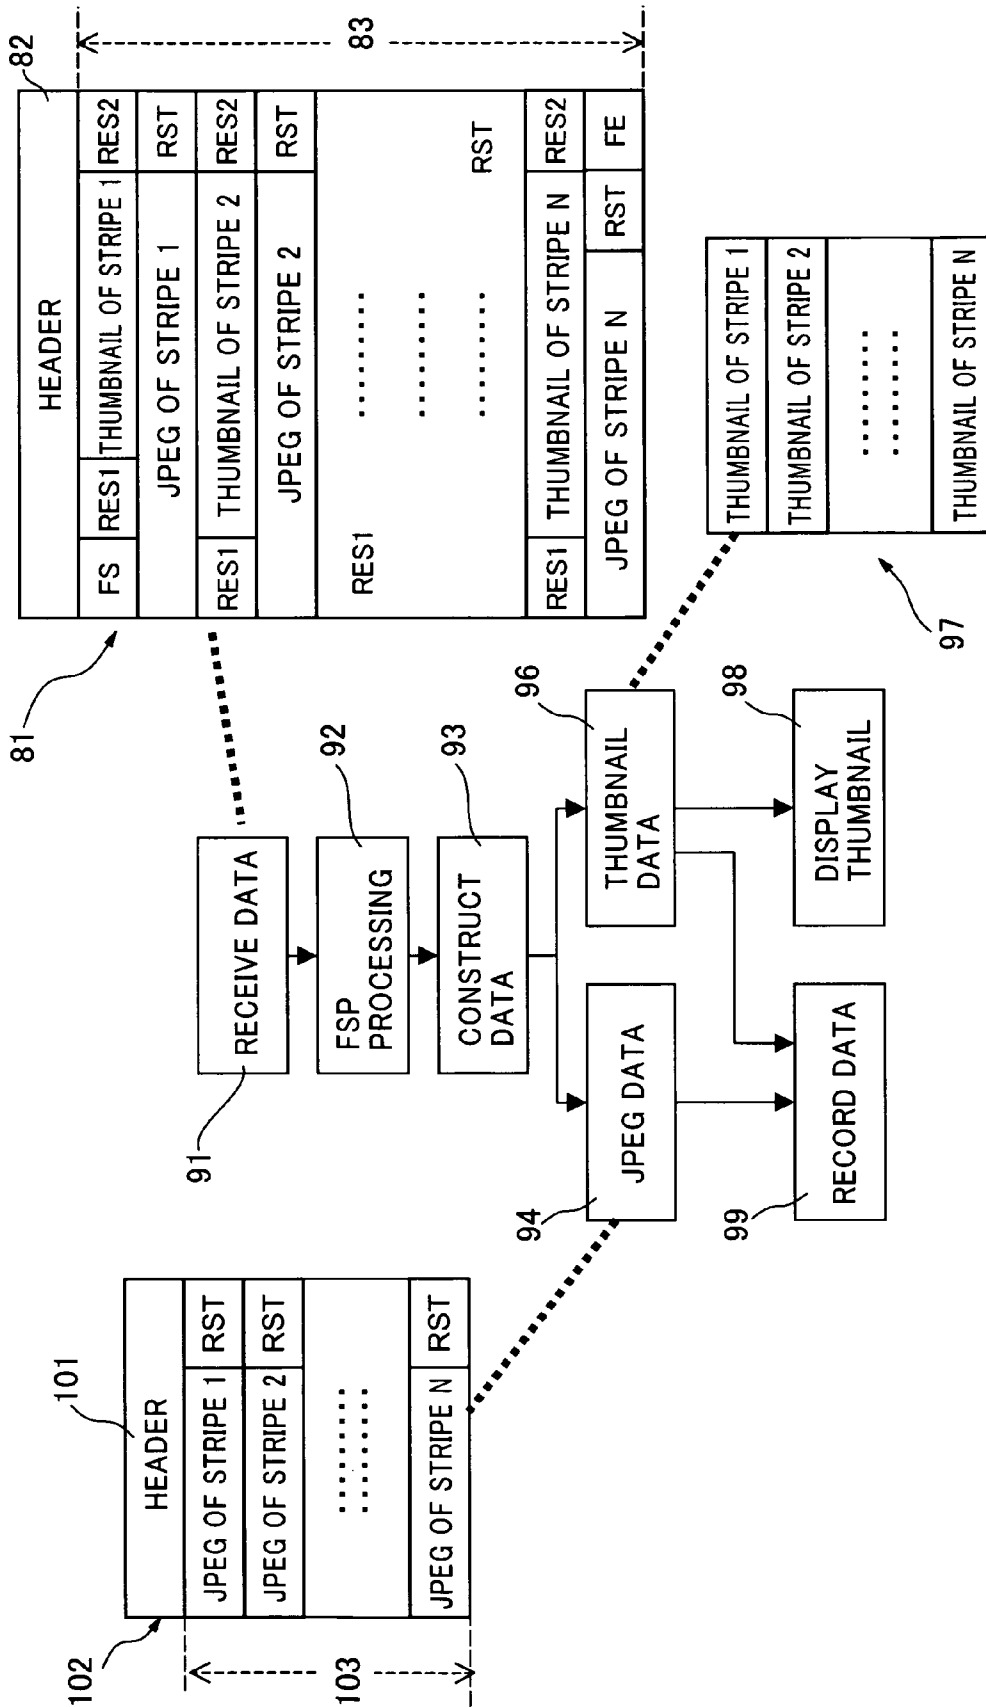 102
101
HEADER
JPEG OF STRIPE 1 RST
JPEG OF STRIPE 2 RST
.........
.........
JPEG OF STRIPE N RST
103
91
RECEIVE DATA
92
FSP
PROCESSING
93
CONSTRUCT
DATA
94
JPEG DATA
96
THUMBNAIL
DATA
99
RECORD DATA
98
DISPLAY
THUMBNAIL
81
82
HEADER
FS RES1 THUMBNAIL OF STRIPE 1 RES2
JPEG OF STRIPE 1 RST
RES1 THUMBNAIL OF STRIPE 2 RES2
JPEG OF STRIPE 2 RST
RES1 ........
........
........ RST
RES1 THUMBNAIL OF STRIPE N RES2
JPEG OF STRIPE N RST FE
83
THUMBNAIL OF STRIPE 1
THUMBNAIL OF STRIPE 2
.........
.........
THUMBNAIL OF STRIPE N
97